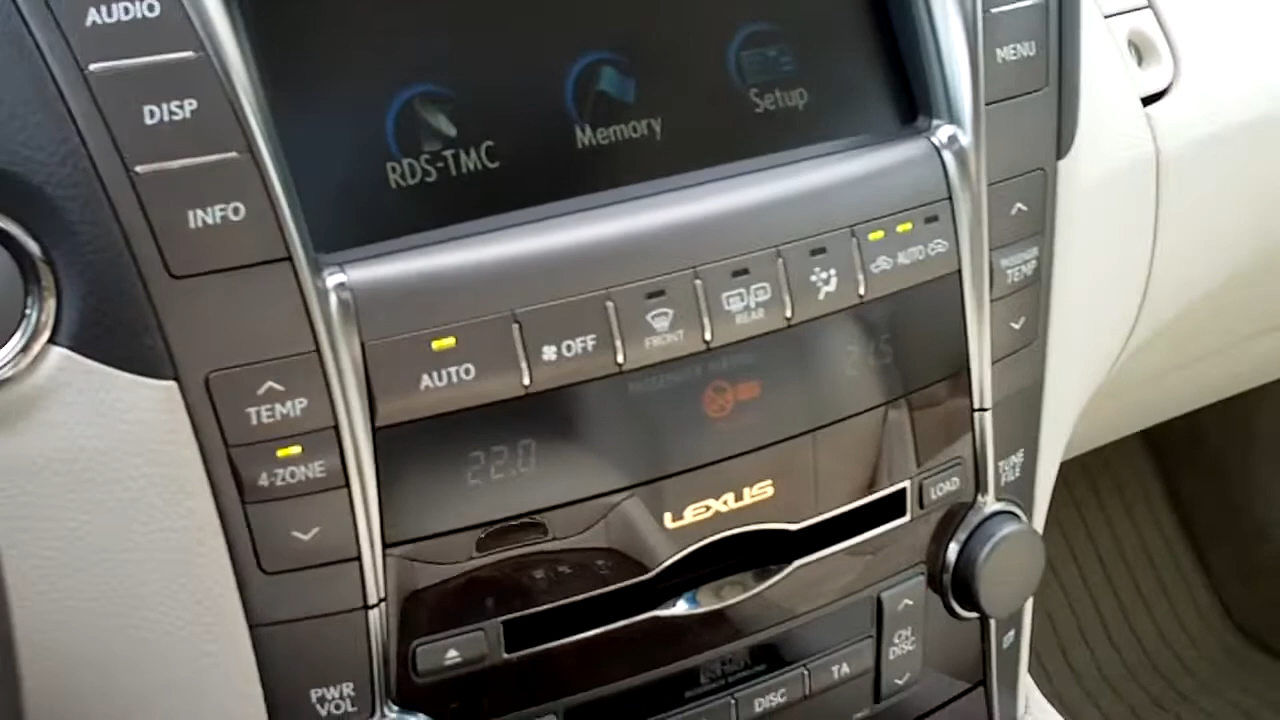 AUDIO
DISP
INFO
RDS-TMC
Memory
Setup
MENU
AUTO
OFF
FRONT
REAR
AUTO
PASSENGER
TEMP
TEMP
4-ZONE
22.0
LEXUS
LOAD
TUNE
FILE
PWR
VOL
DISC
TA
CH
DISC